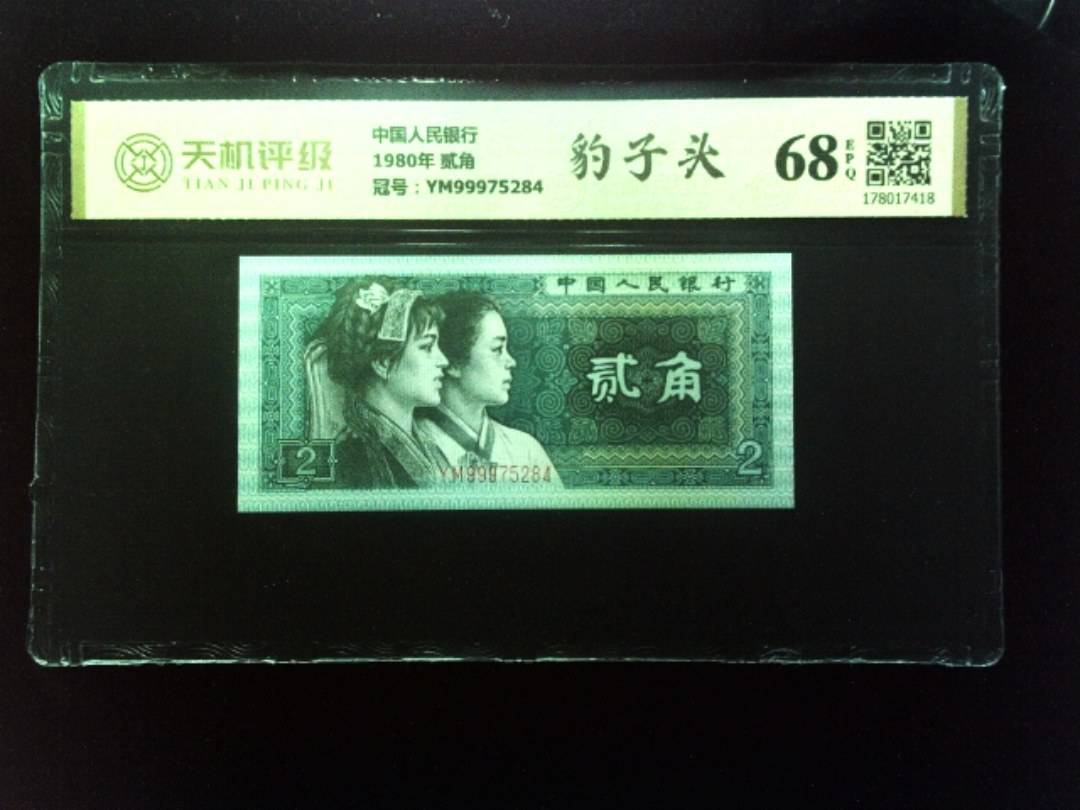 天机评级
TIAN JI PING JI
中国人民银行
1980年 贰角
冠号：YM99975284
豹子头
68
EPQ
178017418
中国人民银行
贰角
2
YM99975284
2